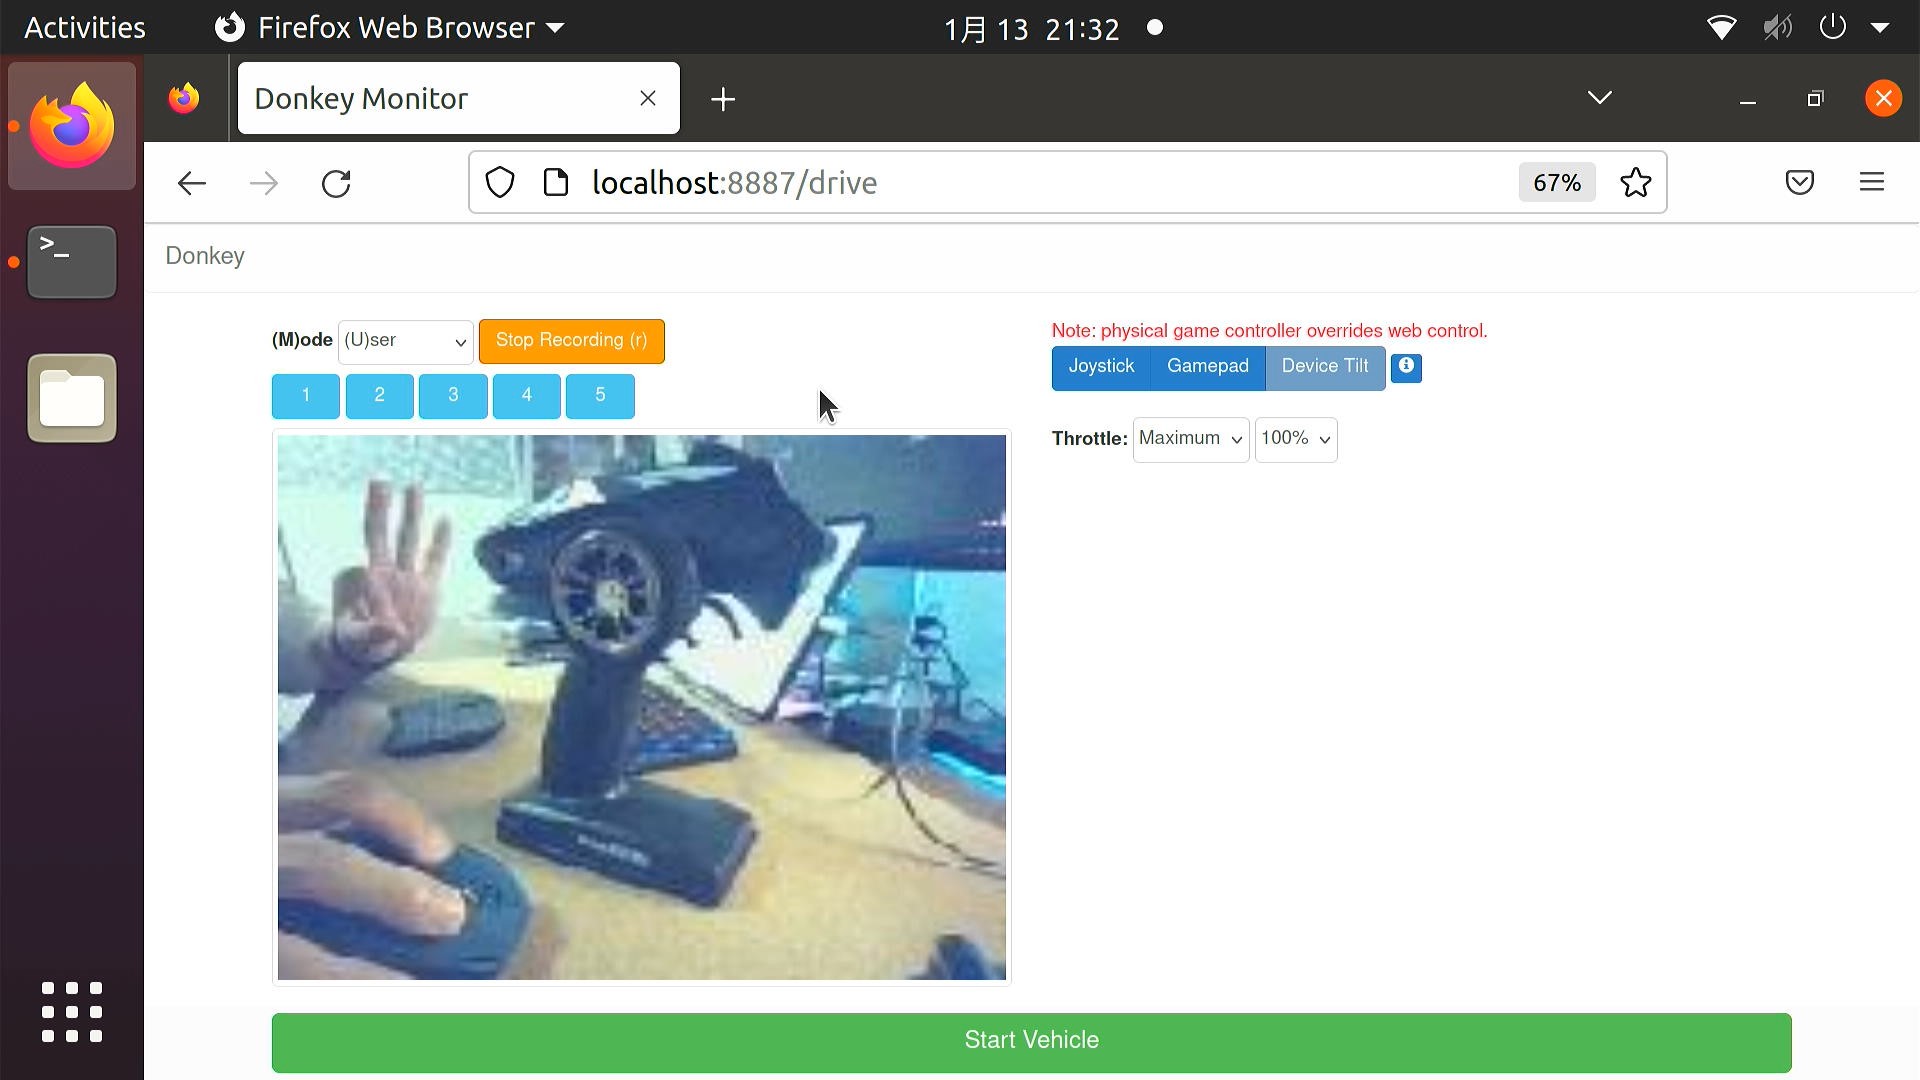 Activities Firefox Web Browser 1月 13 21:32
Donkey Monitor
localhost:8887/drive 67%
Donkey
(M)ode (U)ser Stop Recording (r)
1 2 3 4 5
Note: physical game controller overrides web control.
Joystick Gamepad Device Tilt
Throttle: Maximum 100%
Start Vehicle